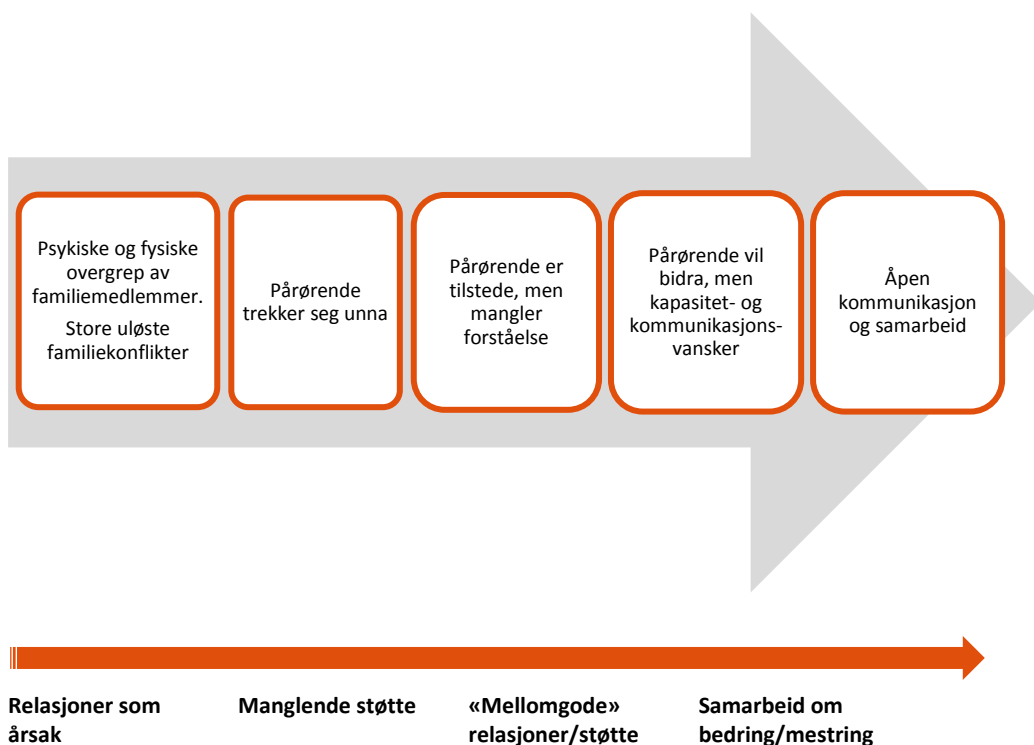 Psykiske og fysiske
overgrep av
familiemedlemmer.
Store uløste
familiekonflikter
Pårørende
trekker seg unna
Pårørende er
tilstede, men
mangler
forståelse
Pårørende vil
bidra, men
kapasitet- og
kommunikasjons-
vansker
Åpen
kommunikasjon
og samarbeid
Relasjoner som
årsak
Manglende støtte
«Mellomgode»
relasjoner/støtte
Samarbeid om
bedring/mestring